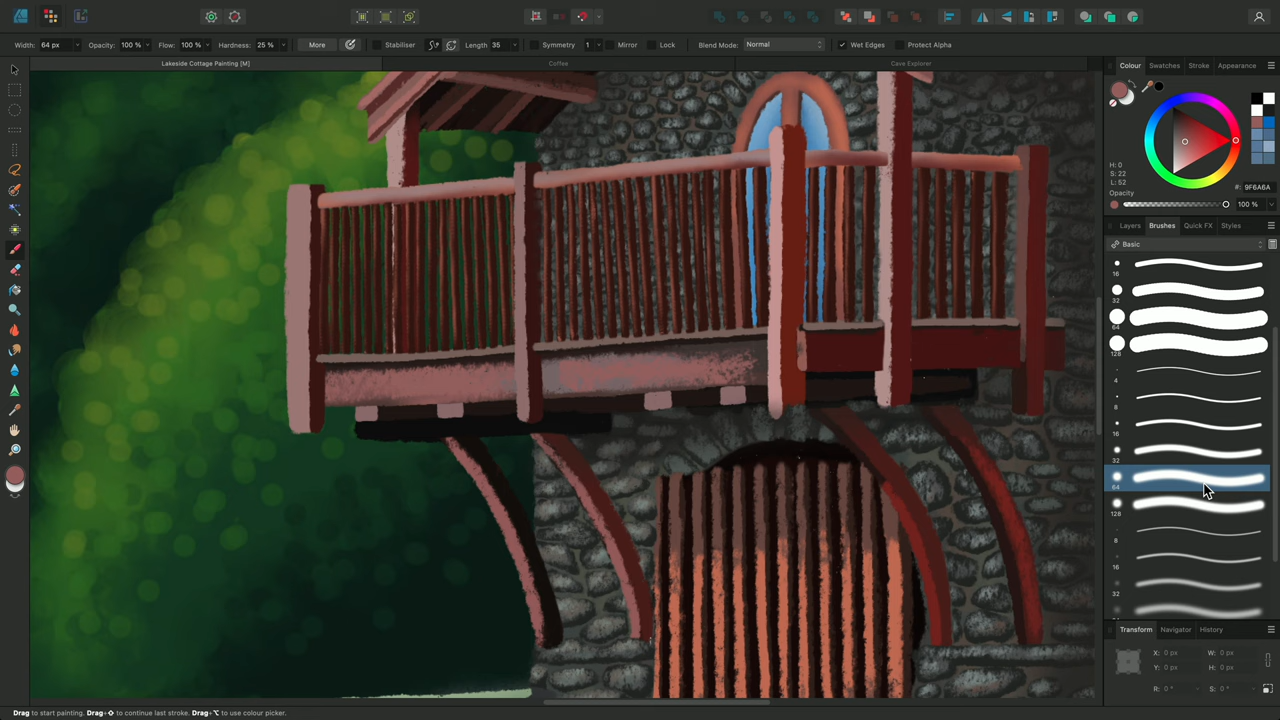 Width: 64 px Opacity: 100 % Flow: 100 % Hardness: 25 % More Stabiliser Length 35 Symmetry 1 Mirror Lock Blend Mode: Normal Wet Edges Protect Alpha
Lakeside Cottage Painting [M] Coffee Cave Explorer
Colour Swatches Stroke Appearance
H: 0
S: 22
L: 52
#: 9F6A6A
Opacity
100 %
Layers Brushes Quick FX Styles
Basic
16
32
64
128
4
8
16
32
64
128
8
16
32
Transform Navigator History
X: 0 px W: 0 px
Y: 0 px H: 0 px
R: 0 ° S: 0 °
Drag to start painting. Drag+⇧ to continue last stroke. Drag+⌥ to use colour picker.